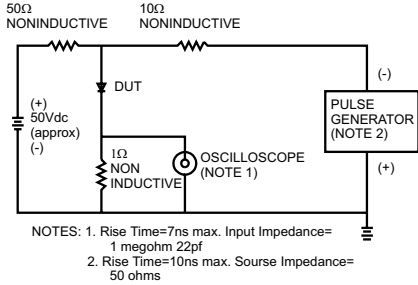 50Ω
NONINDUCTIVE
10Ω
NONINDUCTIVE
DUT
(+)
50Vdc
(approx)
(-)
1Ω
NON
INDUCTIVE
OSCILLOSCOPE
(NOTE 1)
(-)
PULSE
GENERATOR
(NOTE 2)
(+)
NOTES: 1. Rise Time=7ns max. Input Impedance=
1 megohm 22pf
2. Rise Time=10ns max. Sourse Impedance=
50 ohms